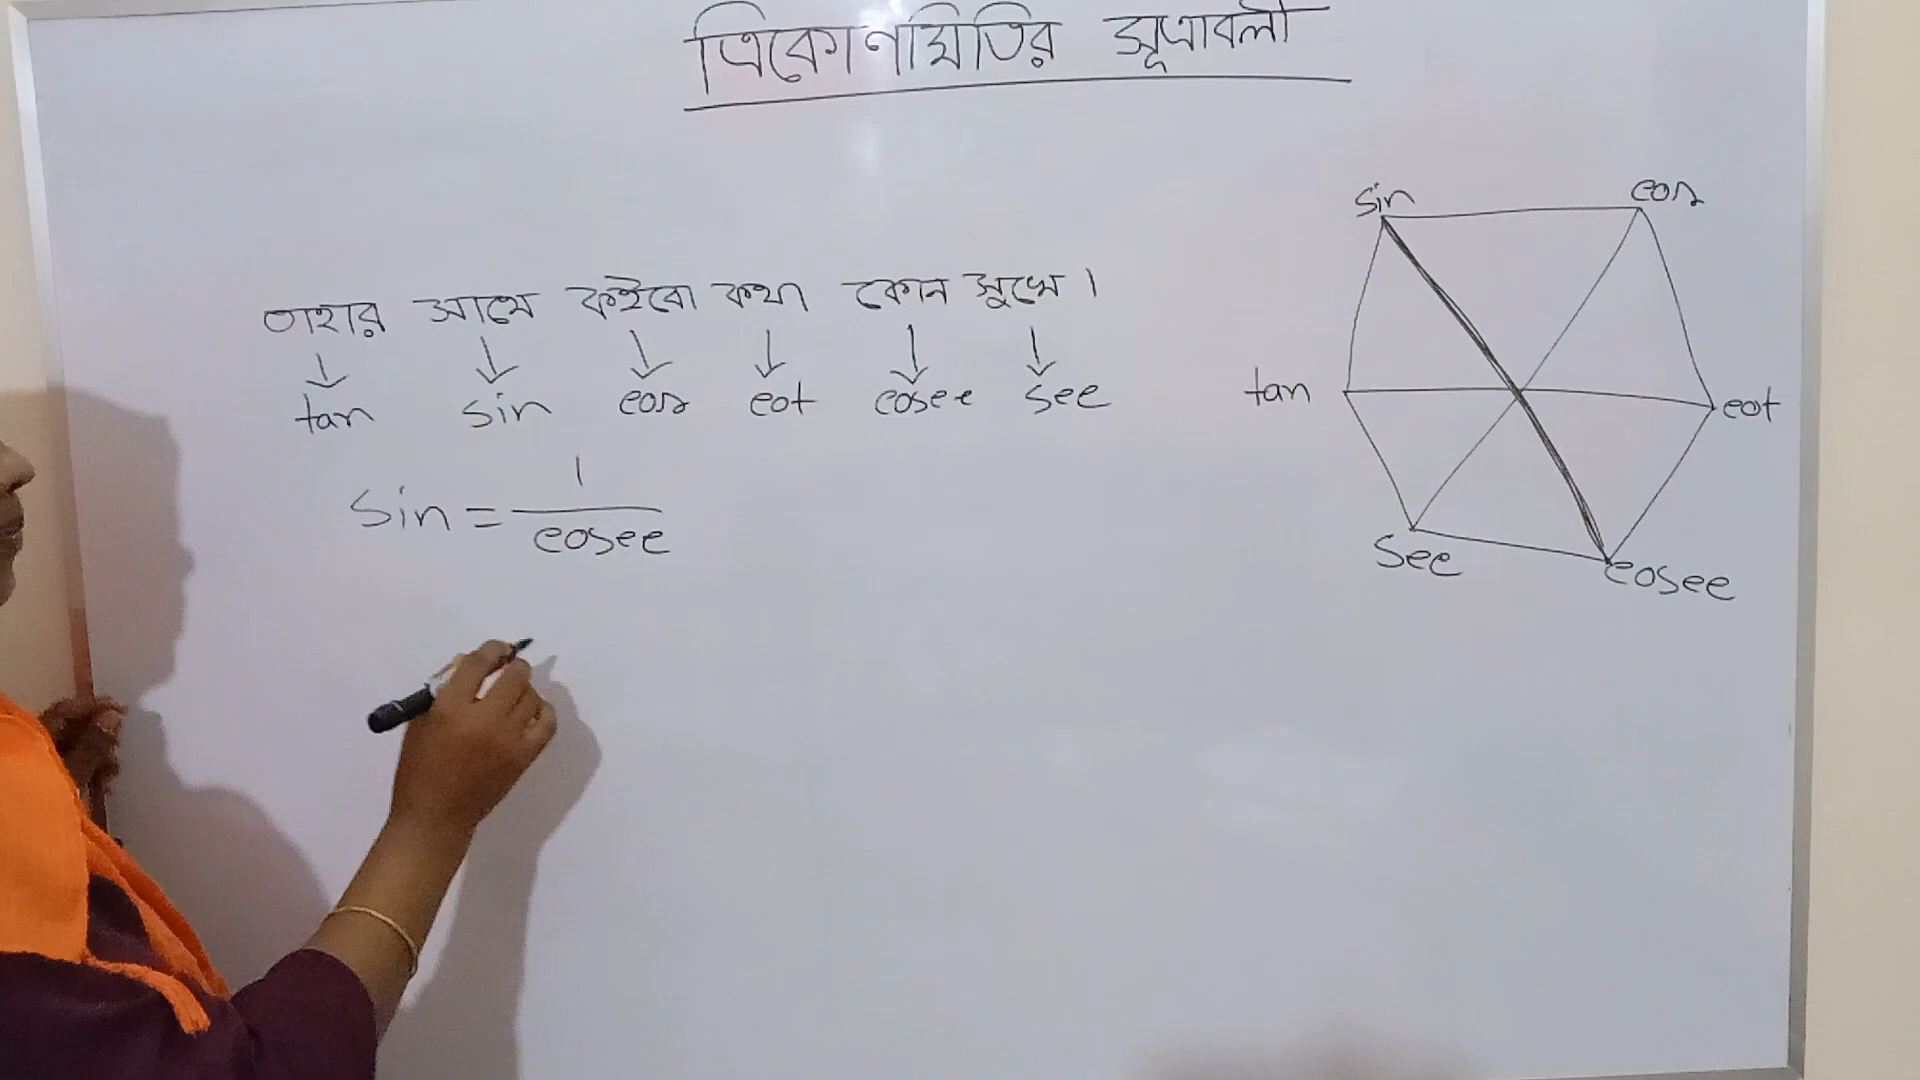 ত্রিকোণমিতির সূত্রাবলী
তাহার সাথে কইবো কথা কোন সুখে।
tan sin cos cot cosec sec
sin = 1/cosec
sin cos
tan cot
sec cosec